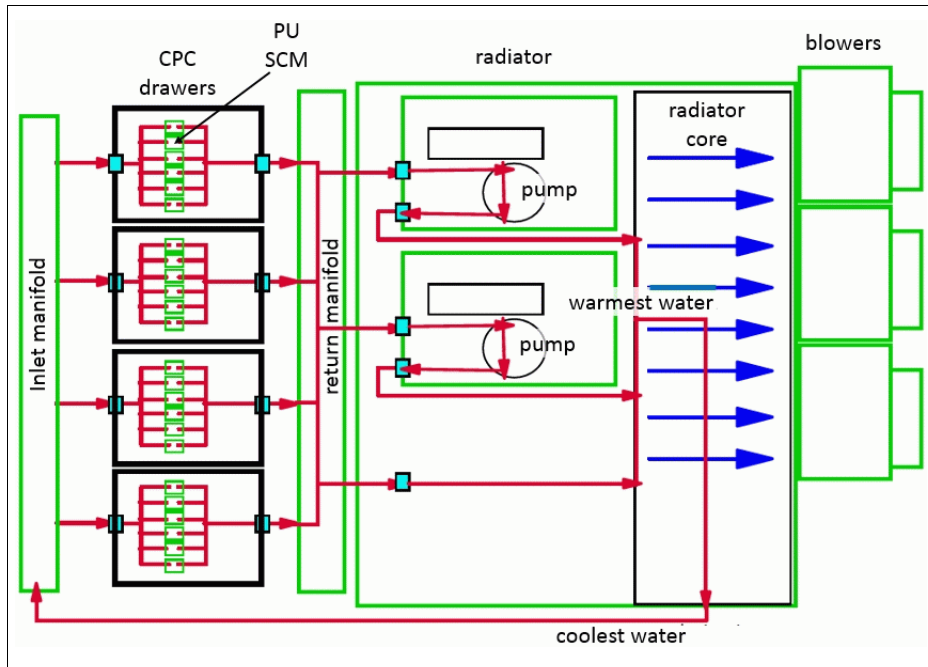 PU
SCM
CPC
drawers
radiator
blowers
radiator
core
pump
Inlet manifold
return manifold
warmest water
pump
coolest water